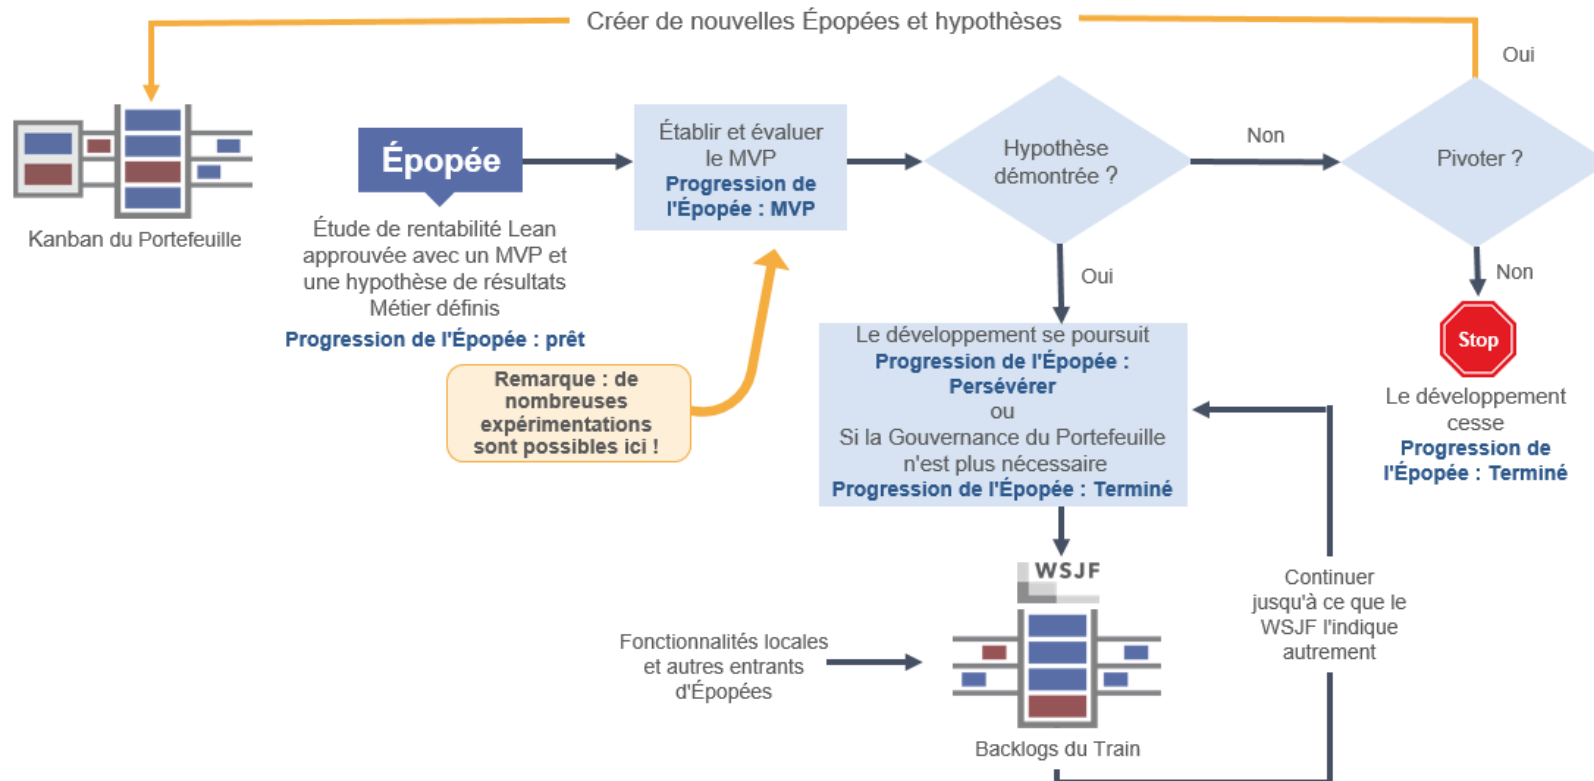 Créer de nouvelles Épopées et hypothèses
Oui
Kanban du Portefeuille
Épopée
Étude de rentabilité Lean
approuvée avec un MVP et
une hypothèse de résultats
Métier définis
Progression de l'Épopée : prêt
Établir et évaluer
le MVP
Progression de
l'Épopée : MVP
Remarque : de
nombreuses
expérimentations
sont possibles ici !
Hypothèse
démontrée ?
Non
Pivoter ?
Oui
Non
Stop
Le développement
cesse
Progression de
l'Épopée : Terminé
Le développement se poursuit
Progression de l'Épopée :
Persévérer
ou
Si la Gouvernance du Portefeuille
n'est plus nécessaire
Progression de l'Épopée : Terminé
WSJF
Fonctionnalités locales
et autres entrants
d'Épopées
Backlogs du Train
Continuer
jusqu'à ce que le
WSJF l'indique
autrement